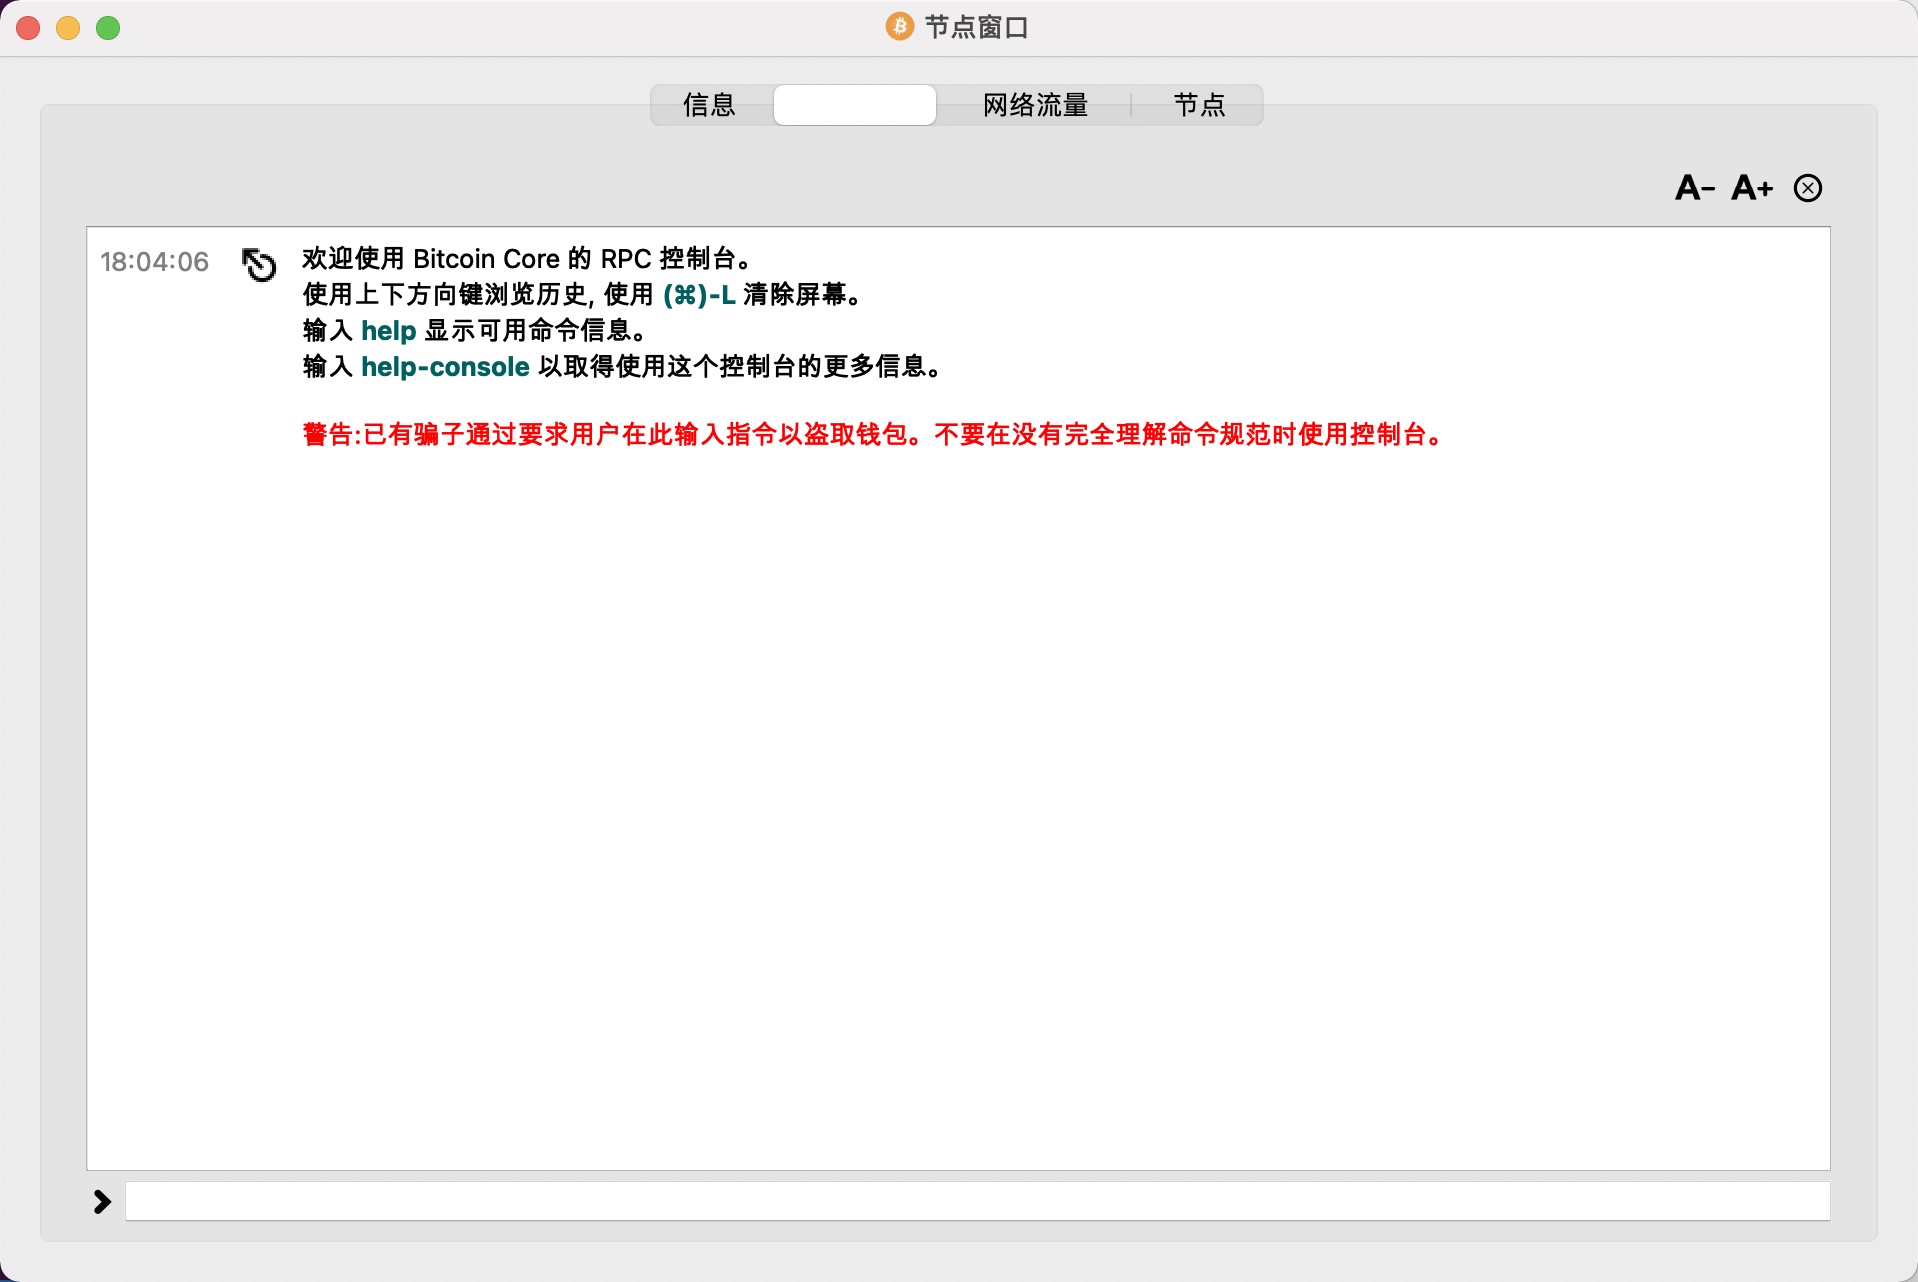 节点窗口
信息 网络流量 节点
A- A+
18:04:06 欢迎使用 Bitcoin Core 的 RPC 控制台。
使用上下方向键浏览历史, 使用 (⌘)-L 清除屏幕。
输入 help 显示可用命令信息。
输入 help-console 以取得使用这个控制台的更多信息。
警告:已有骗子通过要求用户在此输入指令以盗取钱包。不要在没有完全理解命令规范时使用控制台。